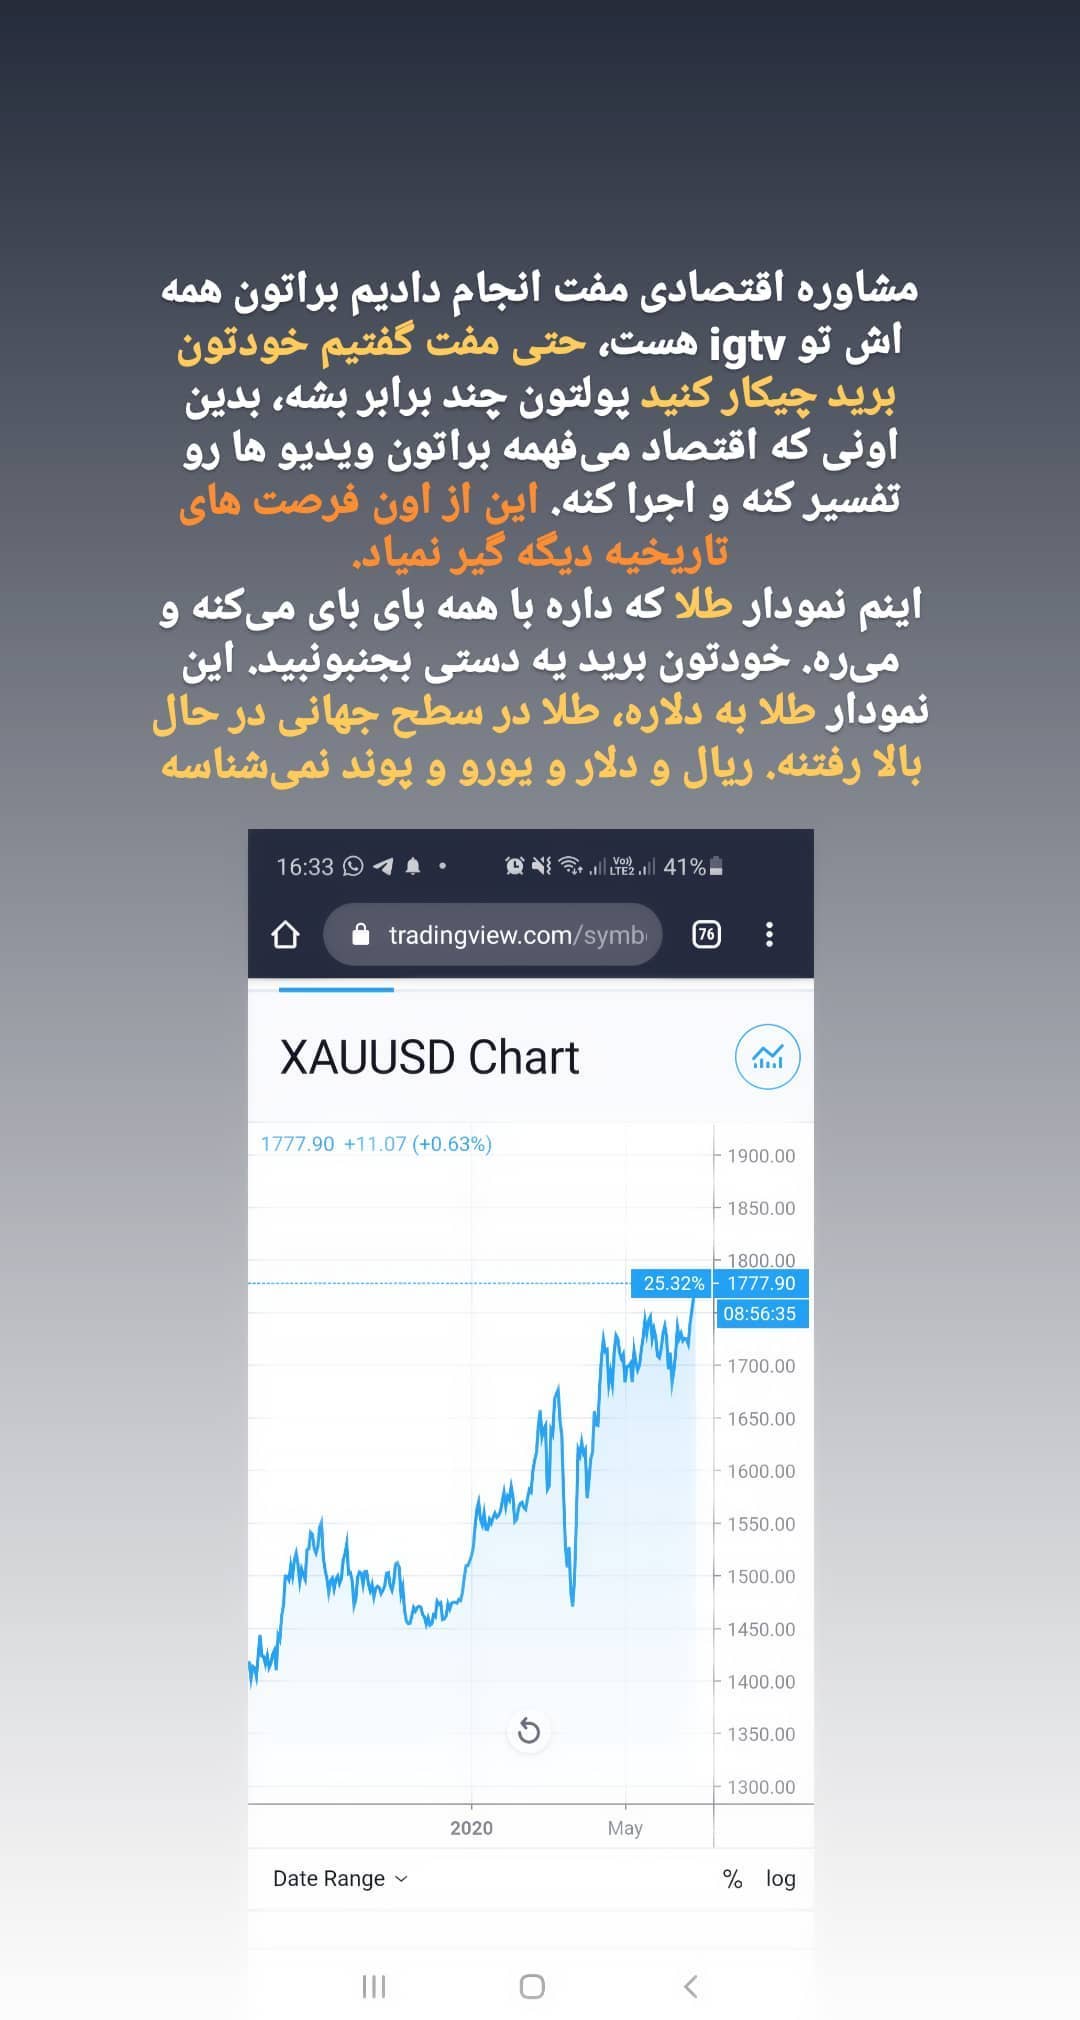 مشاوره اقتصادی مفت انجام دادیم براتون همه
اش تو igtv هست، حتی مفت گفتیم خودتون
برید چیکار کنید پولتون چند برابر بشه، بدین
اونی که اقتصاد می‌فهمه براتون ویدیو ها رو
تفسیر کنه و اجرا کنه. این از اون فرصت های
تاریخیه دیگه گیر نمیاد.
اینم نمودار طلا که داره با همه بای بای می‌کنه و
می‌ره. خودتون برید یه دستی بجنبونبید. این
نمودار طلا به دلاره، طلا در سطح جهانی در حال
بالا رفتنه. ریال و دلار و یورو و پوند نمی‌شناسه
16:33 Vo)) LTE2 41%
tradingview.com/symb 76
XAUUSD Chart
1777.90 +11.07 (+0.63%)
1900.00
1850.00
1800.00
25.32% 1777.90
08:56:35
1700.00
1650.00
1600.00
1550.00
1500.00
1450.00
1400.00
1350.00
1300.00
2020 May
Date Range % log